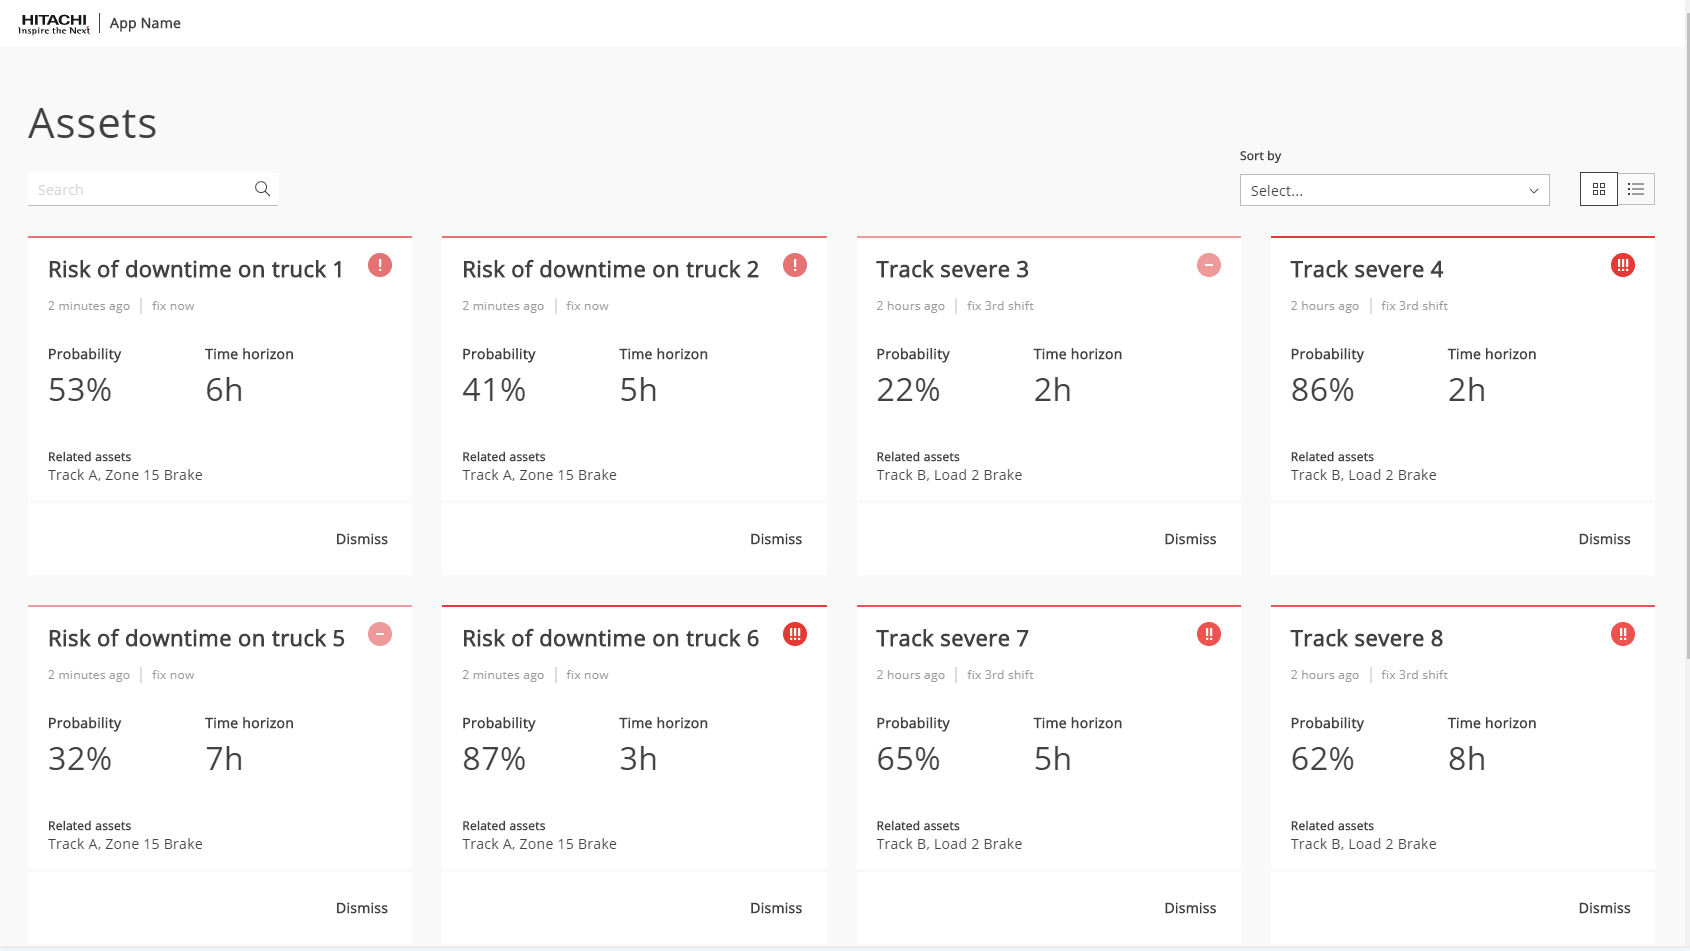 HITACHI
Inspire the Next
App Name
Assets
Sort by
Search
Select...
Risk of downtime on truck 1
2 minutes ago | fix now
Probability Time horizon
53% 6h
Related assets
Track A, Zone 15 Brake
Dismiss
Risk of downtime on truck 2
2 minutes ago | fix now
Probability Time horizon
41% 5h
Related assets
Track A, Zone 15 Brake
Dismiss
Track severe 3
2 hours ago | fix 3rd shift
Probability Time horizon
22% 2h
Related assets
Track B, Load 2 Brake
Dismiss
Track severe 4
2 hours ago | fix 3rd shift
Probability Time horizon
86% 2h
Related assets
Track B, Load 2 Brake
Dismiss
Risk of downtime on truck 5
2 minutes ago | fix now
Probability Time horizon
32% 7h
Related assets
Track A, Zone 15 Brake
Dismiss
Risk of downtime on truck 6
2 minutes ago | fix now
Probability Time horizon
87% 3h
Related assets
Track A, Zone 15 Brake
Dismiss
Track severe 7
2 hours ago | fix 3rd shift
Probability Time horizon
65% 5h
Related assets
Track B, Load 2 Brake
Dismiss
Track severe 8
2 hours ago | fix 3rd shift
Probability Time horizon
62% 8h
Related assets
Track B, Load 2 Brake
Dismiss